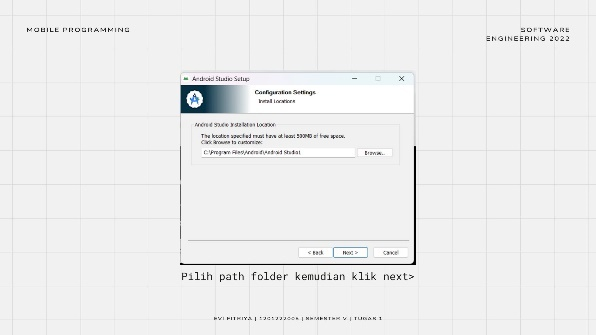 MOBILE PROGRAMMING
SOFTWARE
ENGINEERING 2022
Android Studio Setup
Configuration Settings
Install Locations
Android Studio Installation Location
The location specified must have at least 500MB of free space.
Click Browse to customize:
C:\Program Files\Android\Android Studio1
Browse...
< Back
Next >
Cancel
Pilih path folder kemudian klik next>
EVI FITRIYA | 1201222005 | SEMESTER V | TUGAS 1